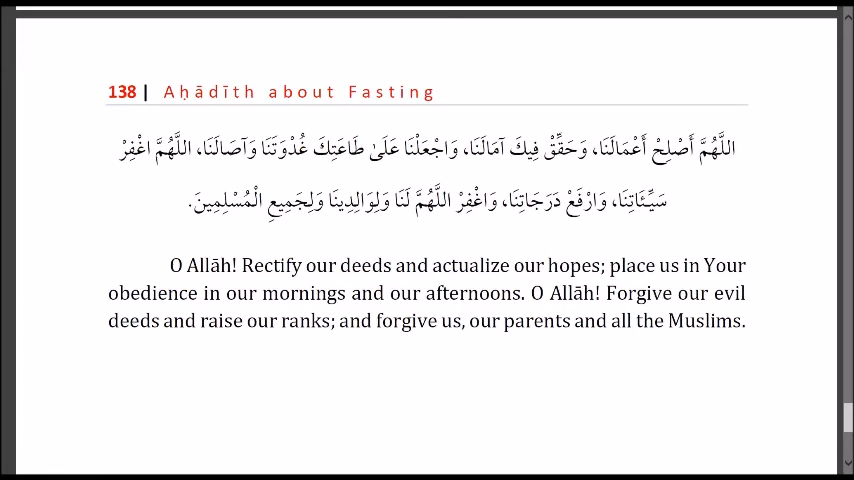 138 | Aḥādīth about Fasting
اللَّهُمَّ أَصْلِحْ أَعْمَالَنَا، وَحَقِّقْ فِيكَ آمَالَنَا، وَاجْعَلْنَا عَلَىٰ طَاعَتِكَ غُدْوَتَنَا وَآصَالَنَا، اللَّهُمَّ اغْفِرْ
سَيِّئَاتِنَا، وَارْفَعْ دَرَجَاتِنَا، وَاغْفِرْ اللَّهُمَّ لَنَا وَلِوَالِدِينَا وَلِجَمِيعِ الْمُسْلِمِينَ.
O Allāh! Rectify our deeds and actualize our hopes; place us in Your
obedience in our mornings and our afternoons. O Allāh! Forgive our evil
deeds and raise our ranks; and forgive us, our parents and all the Muslims.